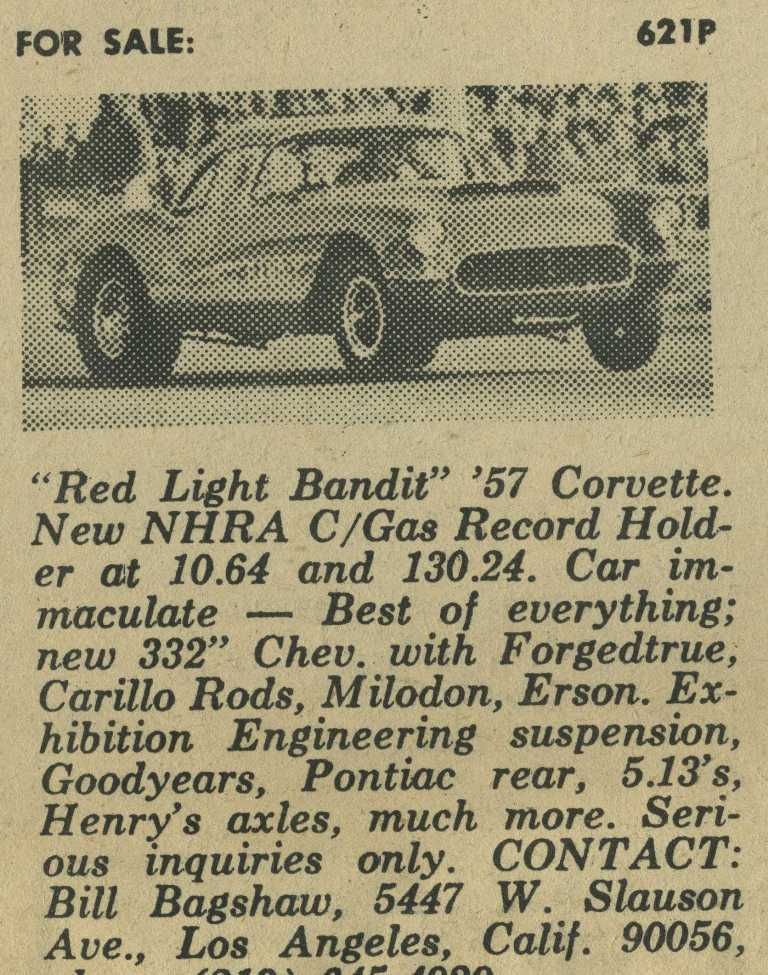 FOR SALE: 621P
"Red Light Bandit" '57 Corvette.
New NHRA C/Gas Record Hold-
er at 10.64 and 130.24. Car im-
maculate — Best of everything;
new 332" Chev. with Forgedtrue,
Carillo Rods, Milodon, Erson. Ex-
hibition Engineering suspension,
Goodyears, Pontiac rear, 5.13's,
Henry's axles, much more. Seri-
ous inquiries only. CONTACT:
Bill Bagshaw, 5447 W. Slauson
Ave., Los Angeles, Calif. 90056,